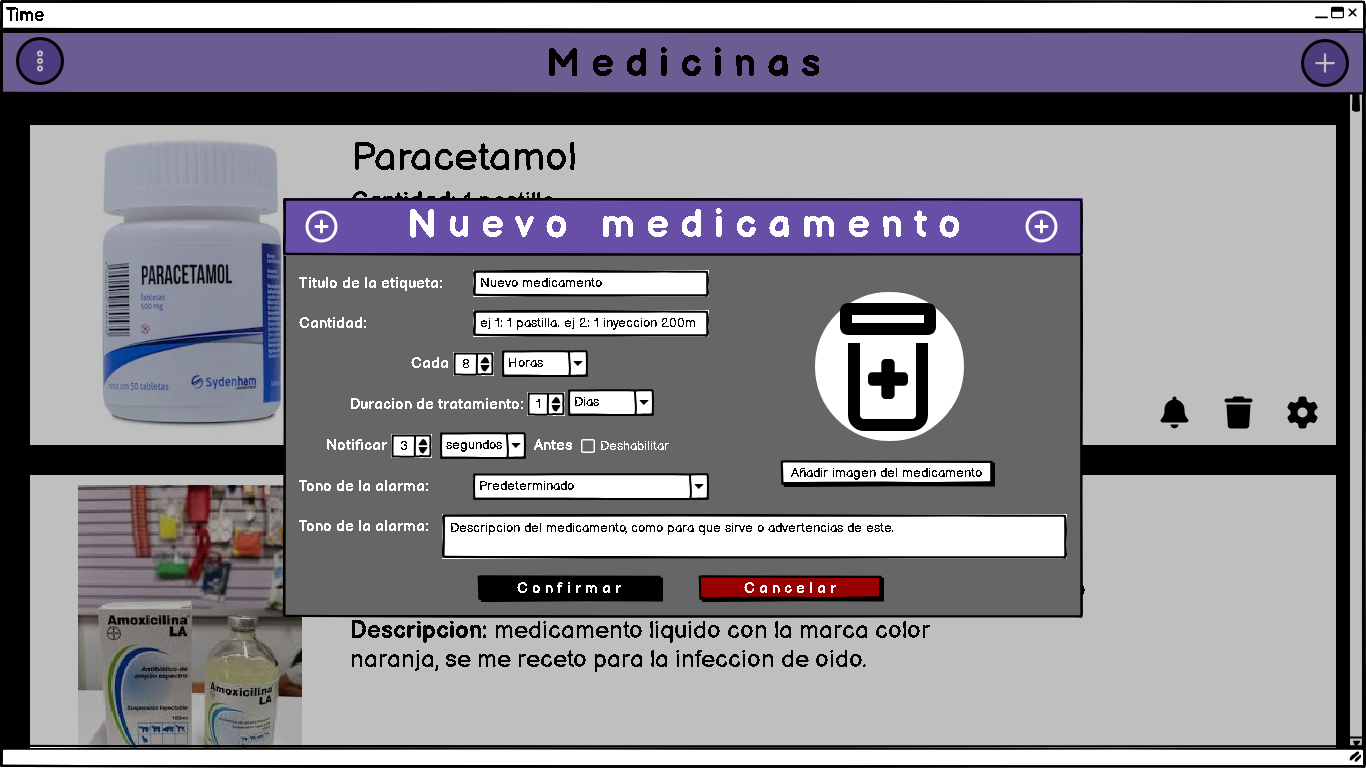 Time
Medicinas
Paracetamol
Cantidad: 1 pastilla
PARACETAMOL
Tabletas
500 mg
con 50 tabletas
Sydenham
Nuevo medicamento
Titulo de la etiqueta: Nuevo medicamento
Cantidad: ej 1: 1 pastilla. ej 2: 1 inyeccion 200m
Cada 8 Horas
Duracion de tratamiento: 1 Dias
Notificar 3 segundos Antes Deshabilitar
Añadir imagen del medicamento
Tono de la alarma: Predeterminado
Tono de la alarma: Descripcion del medicamento, como para que sirve o advertencias de este.
Confirmar Cancelar
Descripcion: medicamento liquido con la marca color
naranja, se me receto para la infeccion de oido.
Amoxicilina
LA
Antibiótico de
amplio espectro
Suspensión Inyectable
100ml
Amoxicilina
LA